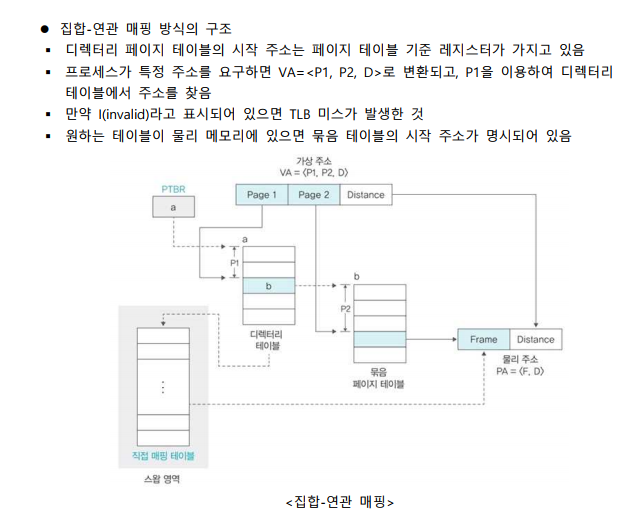 ● 집합-연관 매핑 방식의 구조
▪ 디렉터리 페이지 테이블의 시작 주소는 페이지 테이블 기준 레지스터가 가지고 있음
▪ 프로세스가 특정 주소를 요구하면 VA=<P1, P2, D>로 변환되고, P1을 이용하여 디렉터리
테이블에서 주소를 찾음
▪ 만약 I(invalid)라고 표시되어 있으면 TLB 미스가 발생한 것
▪ 원하는 테이블이 물리 메모리에 있으면 묶음 테이블의 시작 주소가 명시되어 있음
가상 주소
VA = ⟨P1, P2, D⟩
PTBR
a
Page 1 Page 2 Distance
a
P1
b
디렉터리
테이블
b
P2
묶음
페이지 테이블
Frame Distance
물리 주소
PA = ⟨F, D⟩
⋮
직접 매핑 테이블
스왑 영역
<집합-연관 매핑>